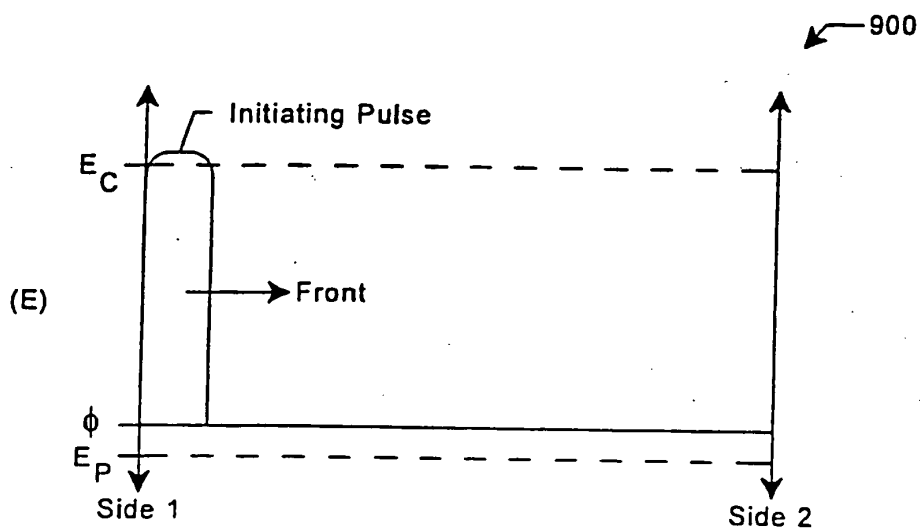 900
Initiating Pulse
E_C
(E)
Front
ϕ
E_P
Side 1
Side 2